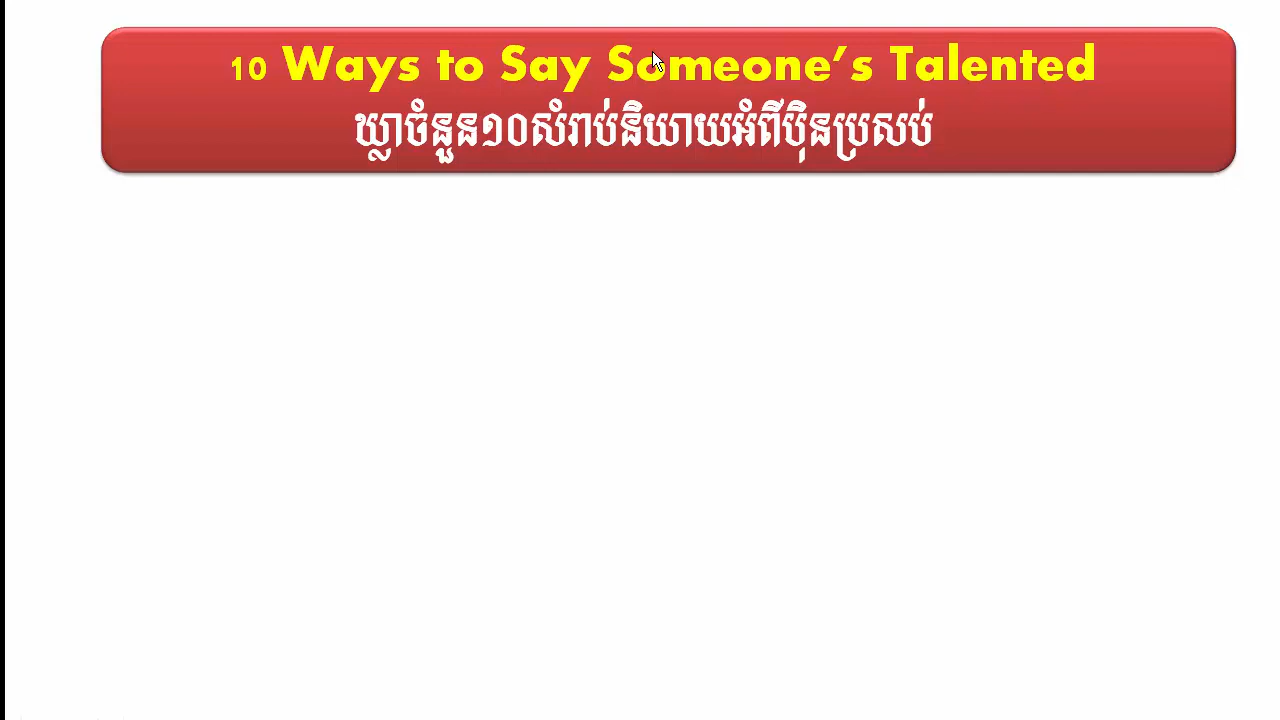 10 Ways to Say Someone’s Talented
ឃ្លាចំនួន១០សំរាប់និយាយអំពីប៉ិនប្រសប់